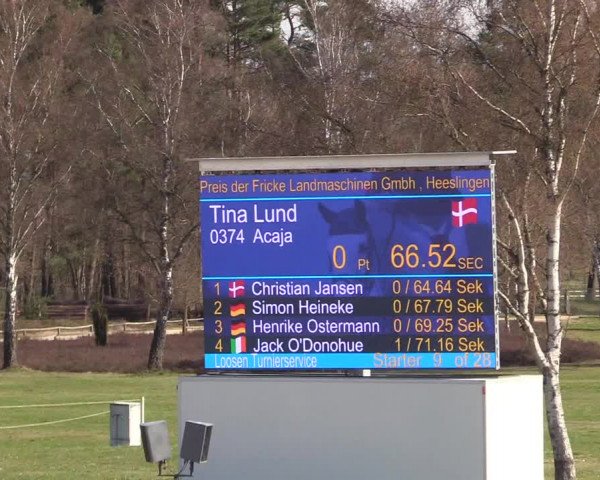 Preis der Fricke Landmaschinen Gmbh , Heeslingen
Tina Lund
0374 Acaja
0 Pt 66.52 SEC
1 Christian Jansen 0 / 64.64 Sek
2 Simon Heineke 0 / 67.79 Sek
3 Henrike Ostermann 0 / 69.25 Sek
4 Jack O'Donohue 1 / 71.16 Sek
Loosen Turnierservice Starter 9 of 28